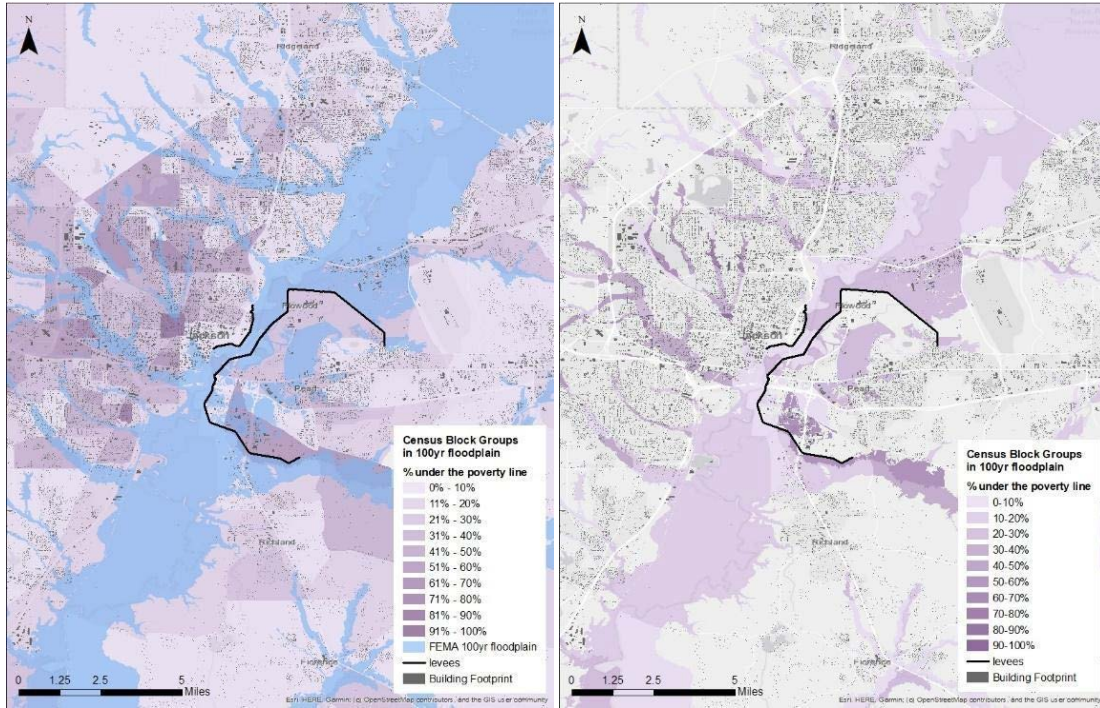 N
Ridgeland
Flowood
Jackson
Pearl
Richland
Florence
Census Block Groups
in 100yr floodplain
% under the poverty line
0% - 10%
11% - 20%
21% - 30%
31% - 40%
41% - 50%
51% - 60%
61% - 70%
71% - 80%
81% - 90%
91% - 100%
FEMA 100yr floodplain
levees
Building Footprint
0 1.25 2.5 5
Miles
Esri, HERE, Garmin, (c) OpenStreetMap contributors, and the GIS user community
N
Ridgeland
Flowood
Jackson
Pearl
Richland
Florence
Census Block Groups
in 100yr floodplain
% under the poverty line
0-10%
10-20%
20-30%
30-40%
40-50%
50-60%
60-70%
70-80%
80-90%
90-100%
levees
Building Footprint
0 1.25 2.5 5
Miles
Esri, HERE, Garmin, (c) OpenStreetMap contributors, and the GIS user community